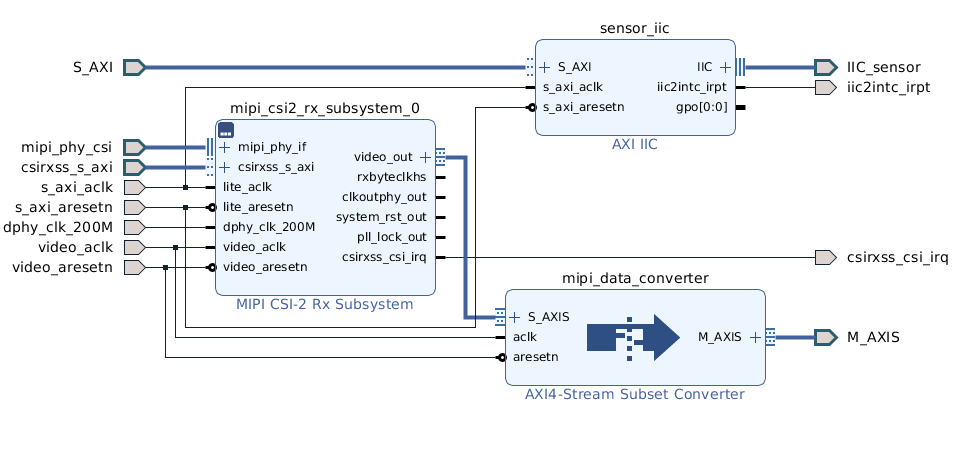 sensor_iic
S_AXI
S_AXI
IIC
IIC_sensor
s_axi_aclk
iic2intc_irpt
iic2intc_irpt
s_axi_aresetn
gpo[0:0]
AXI IIC
mipi_csi2_rx_subsystem_0
mipi_phy_csi
mipi_phy_if
csirxss_s_axi
csirxss_s_axi
s_axi_aclk
lite_aclk
s_axi_aresetn
lite_aresetn
dphy_clk_200M
dphy_clk_200M
video_aclk
video_aclk
video_aresetn
video_aresetn
video_out
rxbyteclkhs
clkoutphy_out
system_rst_out
pll_lock_out
csirxss_csi_irq
csirxss_csi_irq
MIPI CSI-2 Rx Subsystem
mipi_data_converter
S_AXIS
aclk
aresetn
M_AXIS
M_AXIS
AXI4-Stream Subset Converter